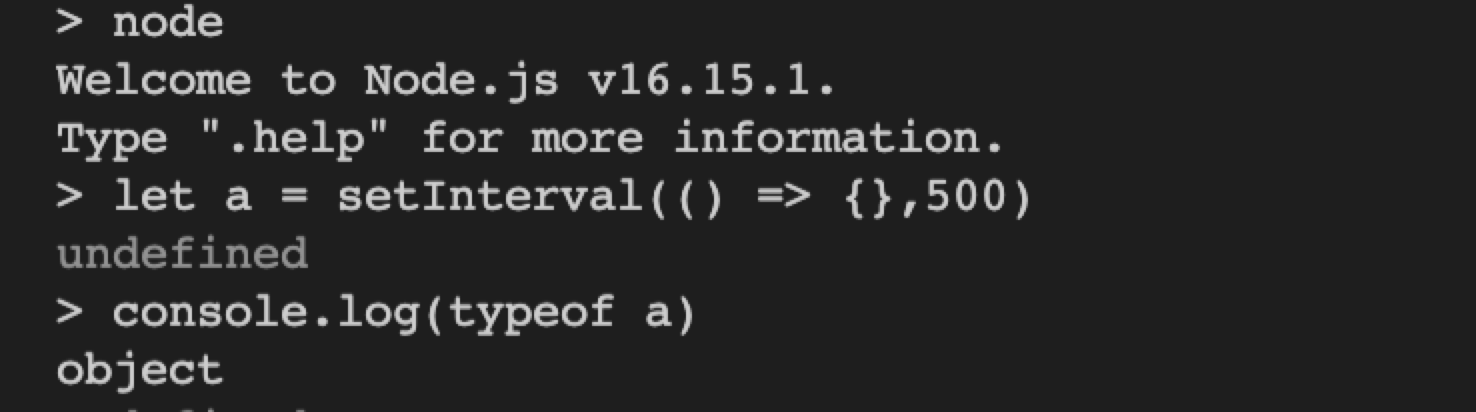 > node
Welcome to Node.js v16.15.1.
Type ".help" for more information.
> let a = setInterval(() => {},500)
undefined
> console.log(typeof a)
object